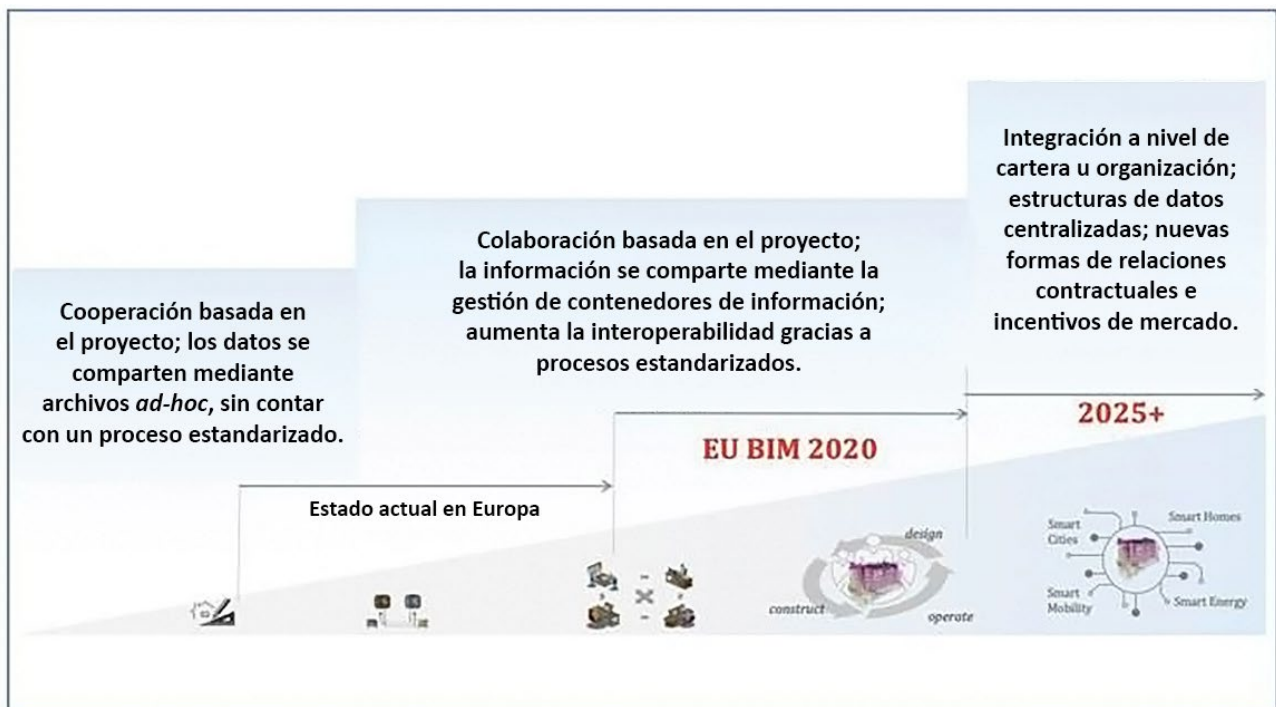 Cooperación basada en
el proyecto; los datos se
comparten mediante
archivos ad-hoc, sin contar
con un proceso estandarizado.
Colaboración basada en el proyecto;
la información se comparte mediante la
gestión de contenedores de información;
aumenta la interoperabilidad gracias a
procesos estandarizados.
Integración a nivel de
cartera u organización;
estructuras de datos
centralizadas; nuevas
formas de relaciones
contractuales e
incentivos de mercado.
Estado actual en Europa
EU BIM 2020
2025+
design
construct
operate
Smart
Cities
Smart Homes
Smart
Mobility
Smart Energy